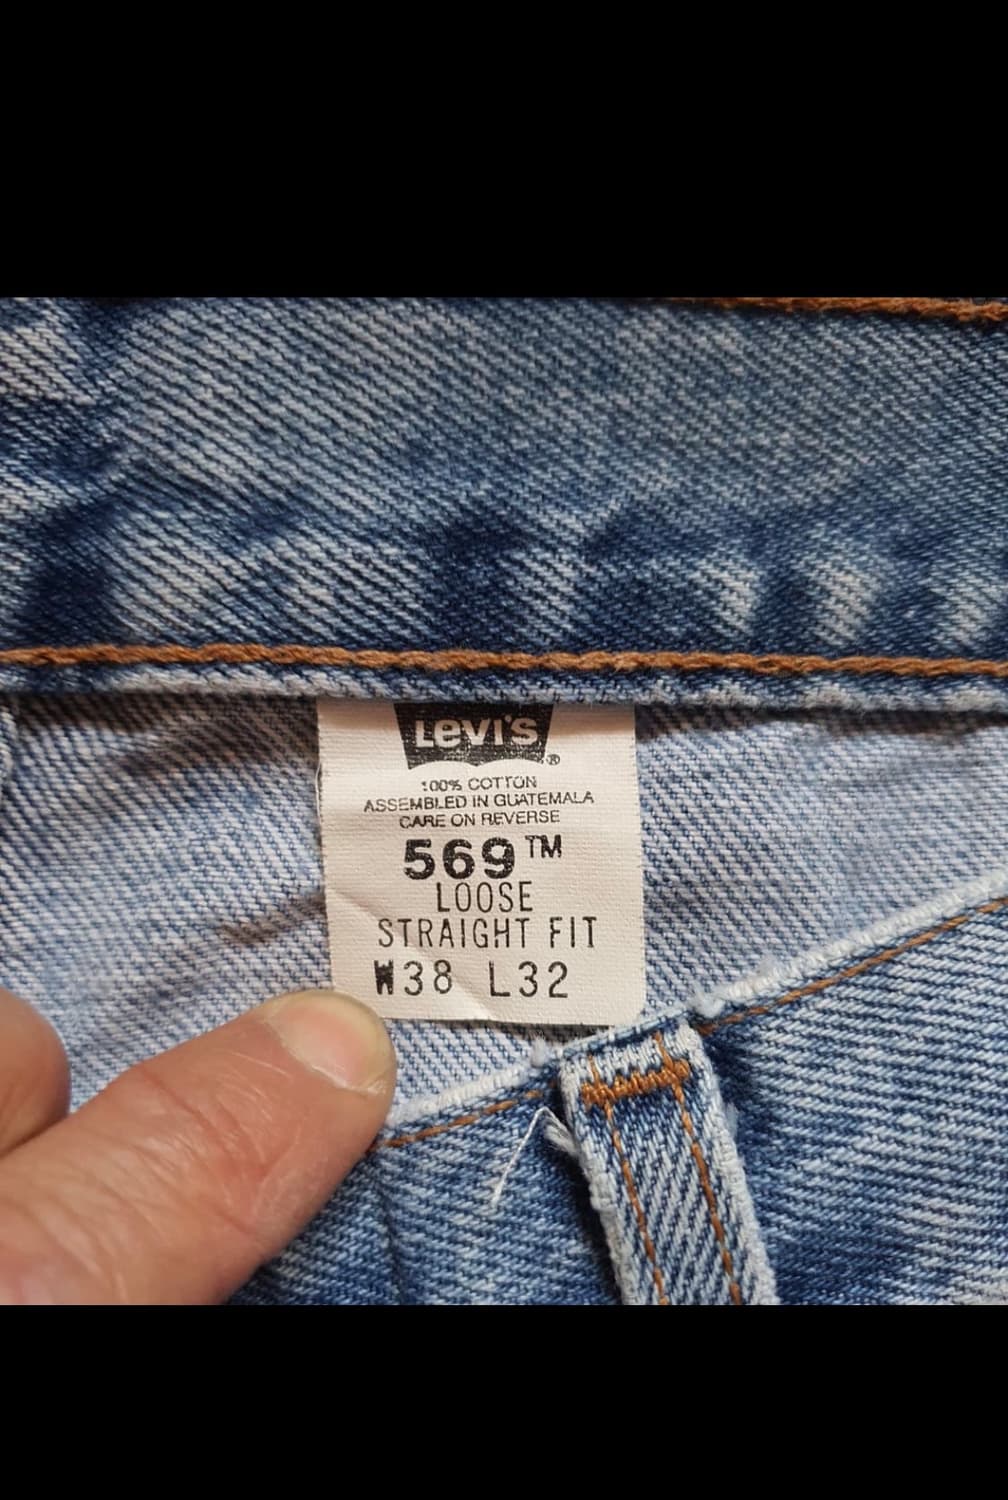 Levi's®
100% COTTON
ASSEMBLED IN GUATEMALA
CARE ON REVERSE
569™
LOOSE
STRAIGHT FIT
W38 L32